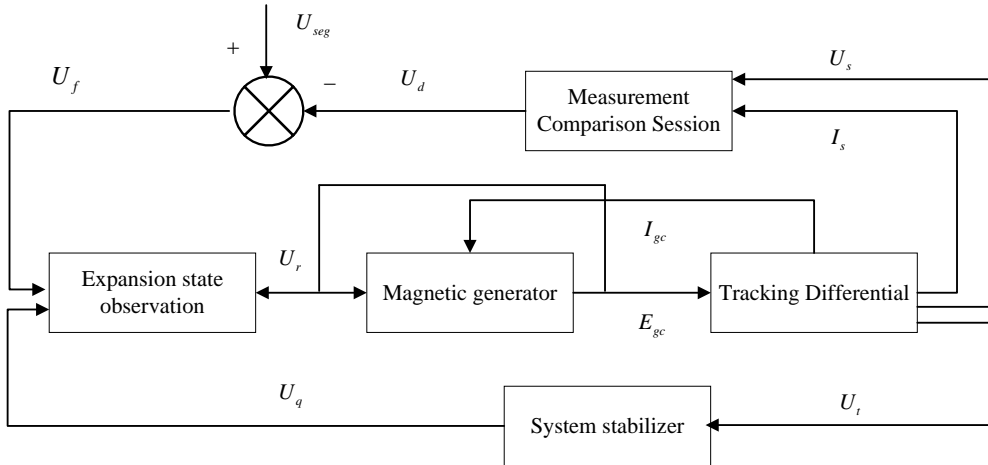 U_seg
+
U_f
−
U_d
U_s
Measurement
Comparison Session
I_s
I_gc
U_r
Expansion state
observation
Magnetic generator
Tracking Differential
E_gc
U_q
U_t
System stabilizer